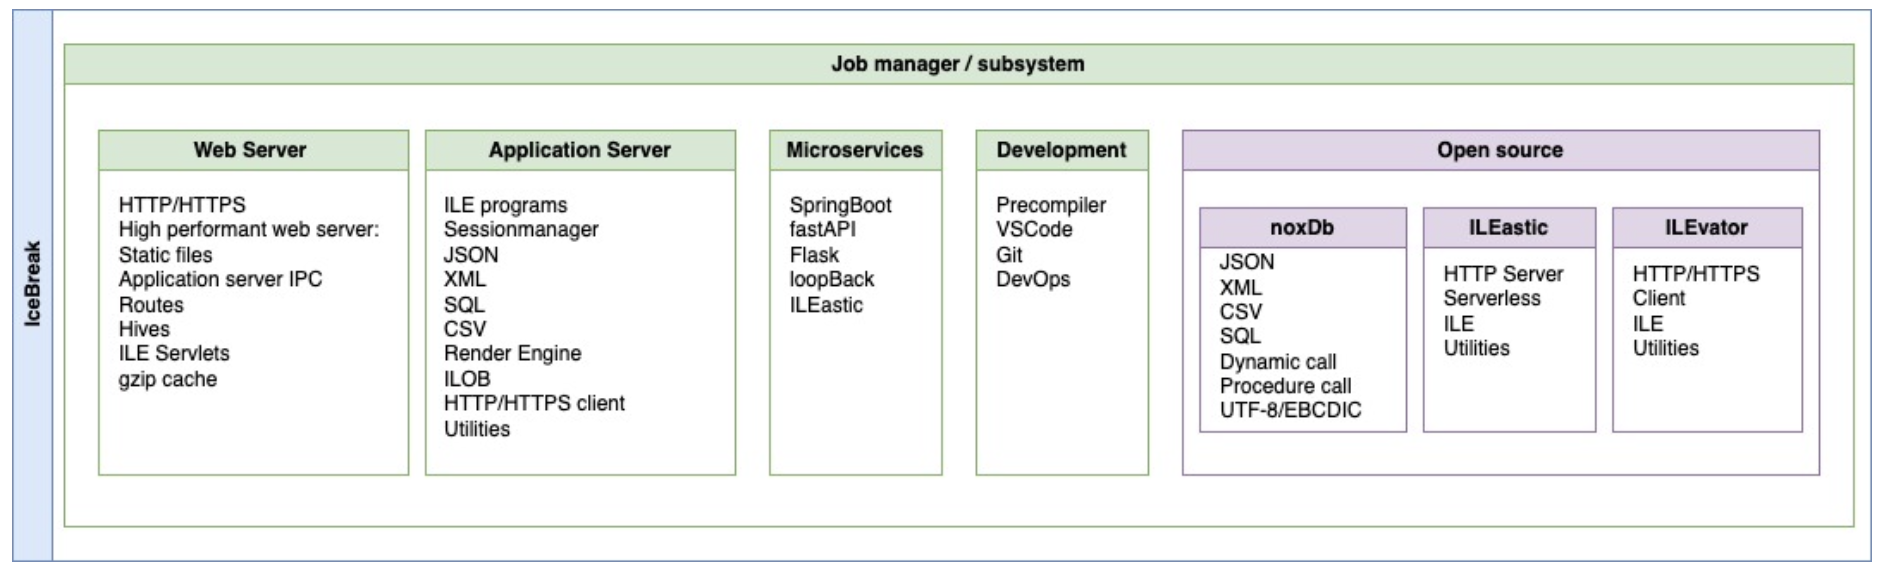 IceBreak
Job manager / subsystem
Web Server
HTTP/HTTPS
High performant web server:
Static files
Application server IPC
Routes
Hives
ILE Servlets
gzip cache
Application Server
ILE programs
Sessionmanager
JSON
XML
SQL
CSV
Render Engine
ILOB
HTTP/HTTPS client
Utilities
Microservices
SpringBoot
fastAPI
Flask
loopBack
ILEastic
Development
Precompiler
VSCode
Git
DevOps
Open source
noxDb
JSON
XML
CSV
SQL
Dynamic call
Procedure call
UTF-8/EBCDIC
ILEastic
HTTP Server
Serverless
ILE
Utilities
ILEvator
HTTP/HTTPS
Client
ILE
Utilities